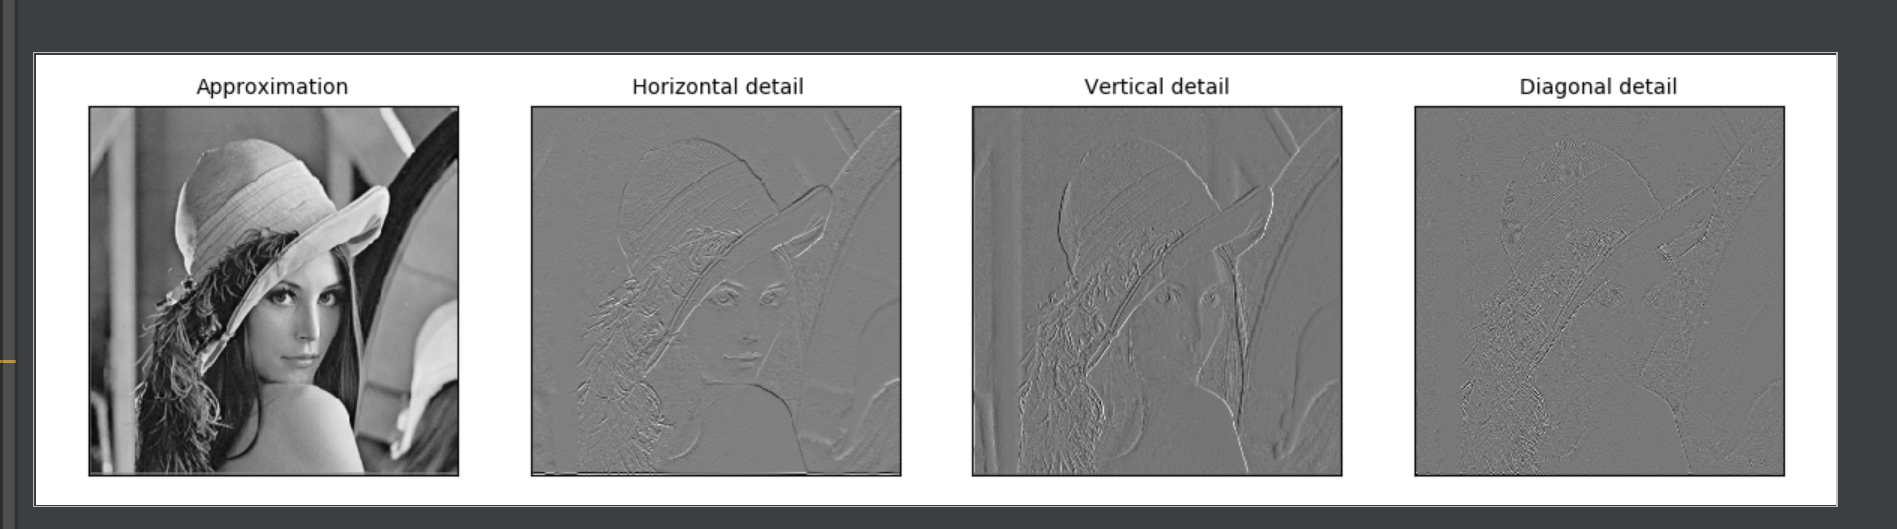 Approximation
Horizontal detail
Vertical detail
Diagonal detail